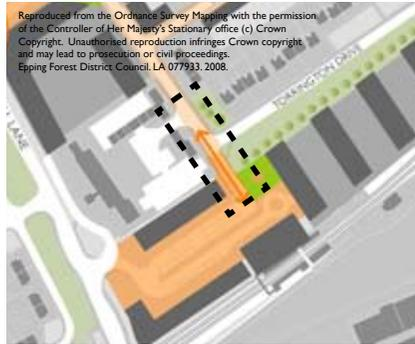 Reproduced from the Ordnance Survey Mapping with the permission
of the Controller of Her Majesty's Stationary office (c) Crown
Copyright. Unauthorised reproduction infringes Crown copyright
and may lead to prosecution or civil proceedings.
Epping Forest District Council. LA 077933. 2008.
TORRINGTON DRIVE
LANE